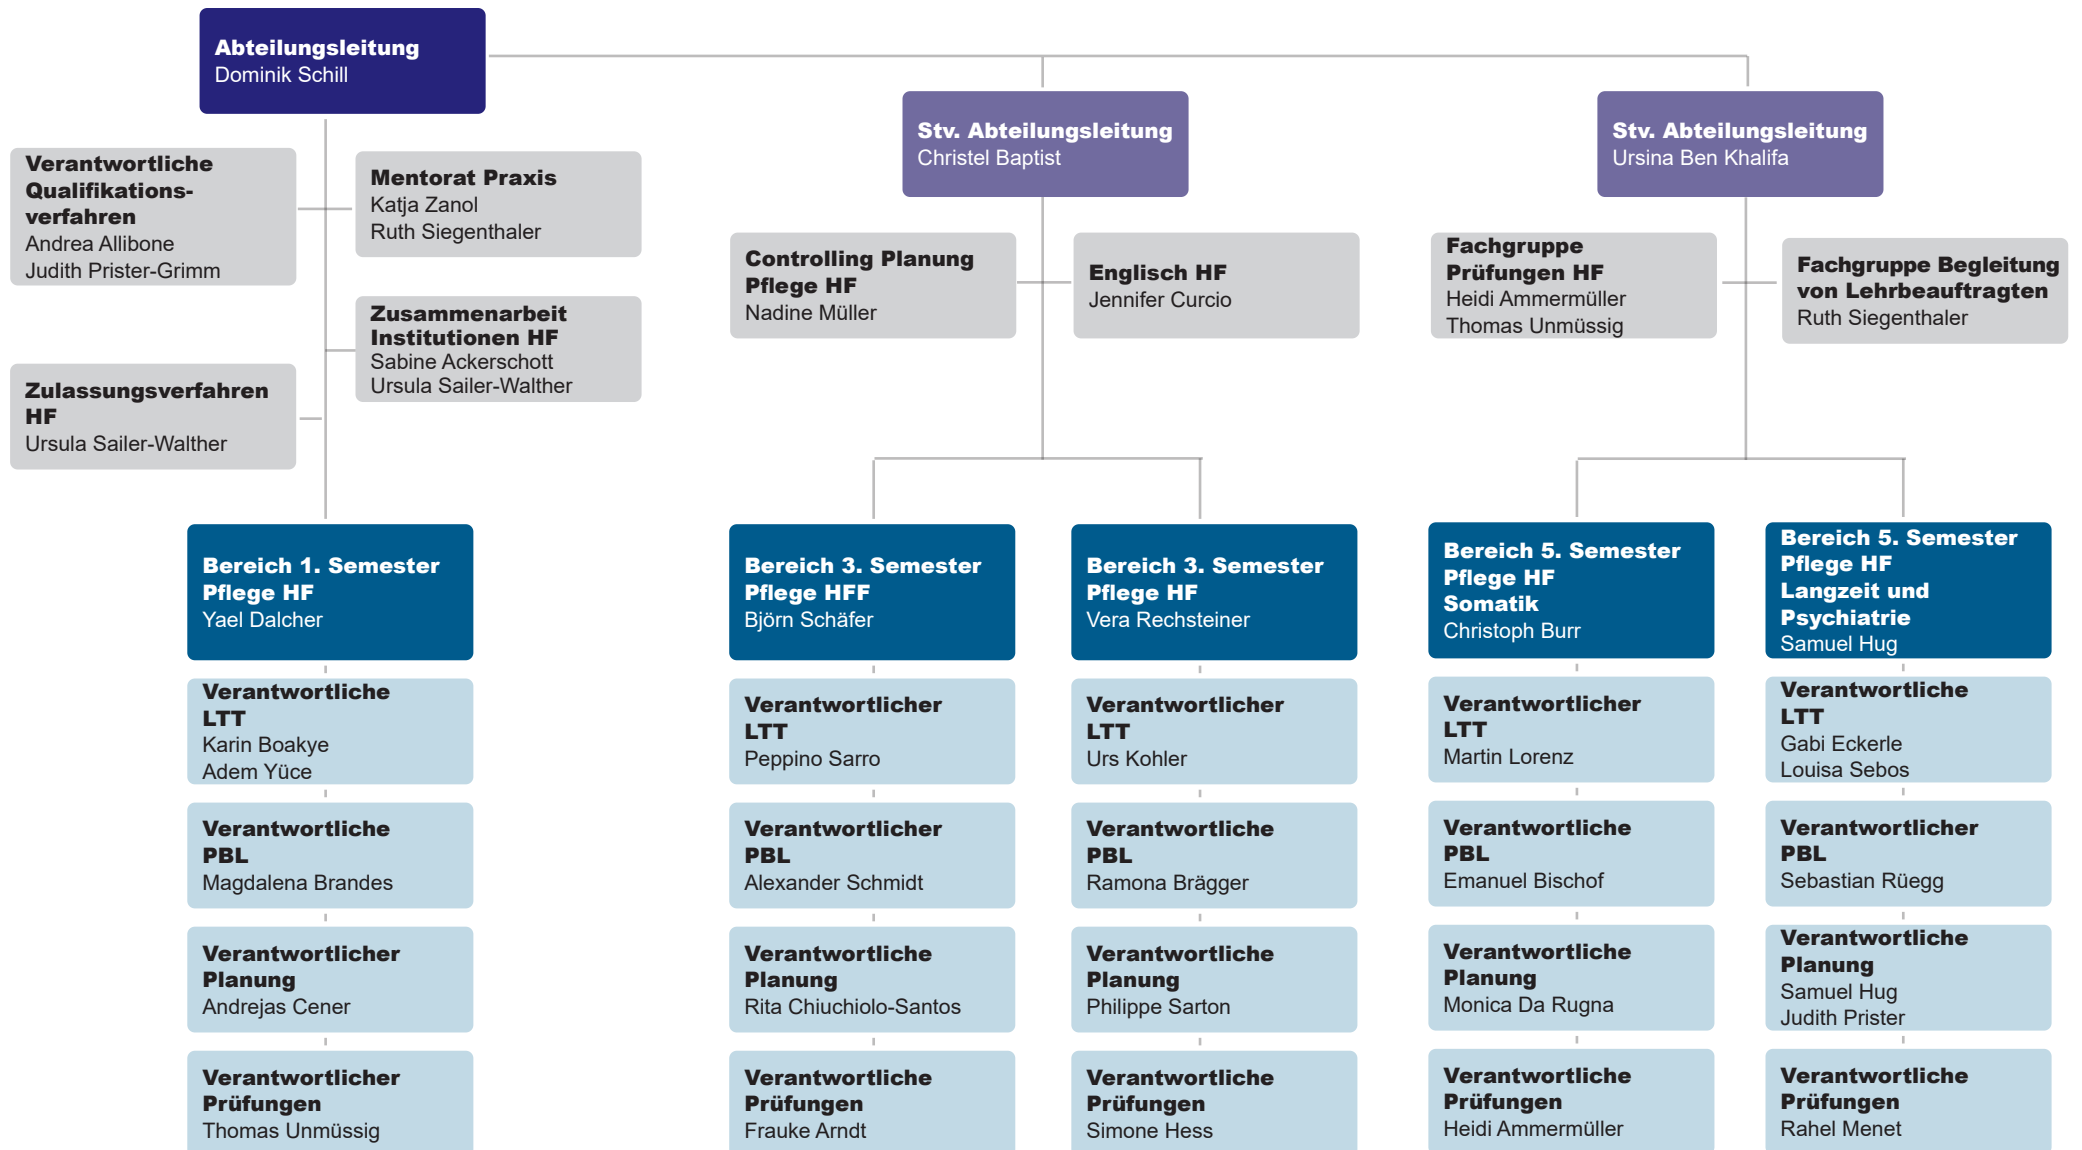 Abteilungsleitung
Dominik Schill
Verantwortliche
Qualifikations-
verfahren
Andrea Allibone
Judith Prister-Grimm
Mentorat Praxis
Katja Zanol
Ruth Siegenthaler
Zusammenarbeit
Institutionen HF
Sabine Ackerschott
Ursula Sailer-Walther
Zulassungsverfahren
HF
Ursula Sailer-Walther
Stv. Abteilungsleitung
Christel Baptist
Controlling Planung
Pflege HF
Nadine Müller
Englisch HF
Jennifer Curcio
Stv. Abteilungsleitung
Ursina Ben Khalifa
Fachgruppe
Prüfungen HF
Heidi Ammermüller
Thomas Unmüssig
Fachgruppe Begleitung
von Lehrbeauftragten
Ruth Siegenthaler
Bereich 1. Semester
Pflege HF
Yael Dalcher
Verantwortliche
LTT
Karin Boakye
Adem Yüce
Verantwortliche
PBL
Magdalena Brandes
Verantwortlicher
Planung
Andrejas Cener
Verantwortlicher
Prüfungen
Thomas Unmüssig
Bereich 3. Semester
Pflege HFF
Björn Schäfer
Verantwortlicher
LTT
Peppino Sarro
Verantwortlicher
PBL
Alexander Schmidt
Verantwortliche
Planung
Rita Chiuchiolo-Santos
Verantwortliche
Prüfungen
Frauke Arndt
Bereich 3. Semester
Pflege HF
Vera Rechsteiner
Verantwortlicher
LTT
Urs Kohler
Verantwortliche
PBL
Ramona Brägger
Verantwortliche
Planung
Philippe Sarton
Verantwortliche
Prüfungen
Simone Hess
Bereich 5. Semester
Pflege HF
Somatik
Christoph Burr
Verantwortlicher
LTT
Martin Lorenz
Verantwortliche
PBL
Emanuel Bischof
Verantwortliche
Planung
Monica Da Rugna
Verantwortliche
Prüfungen
Heidi Ammermüller
Bereich 5. Semester
Pflege HF
Langzeit und
Psychiatrie
Samuel Hug
Verantwortliche
LTT
Gabi Eckerle
Louisa Sebos
Verantwortlicher
PBL
Sebastian Rüegg
Verantwortliche
Planung
Samuel Hug
Judith Prister
Verantwortliche
Prüfungen
Rahel Menet